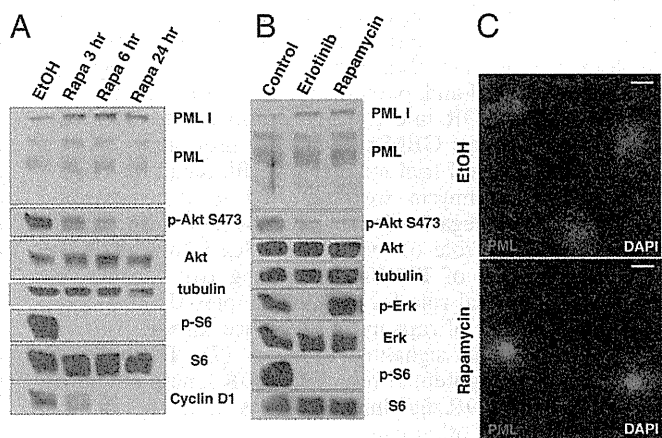 A
EtOH
Rapa 3 hr
Rapa 6 hr
Rapa 24 hr
PML I
PML
p-Akt S473
Akt
tubulin
p-S6
S6
Cyclin D1
B
Control
Erlotinib
Rapamycin
PML I
PML
p-Akt S473
Akt
tubulin
p-Erk
Erk
p-S6
S6
C
EtOH
PML
DAPI
Rapamycin
PML
DAPI